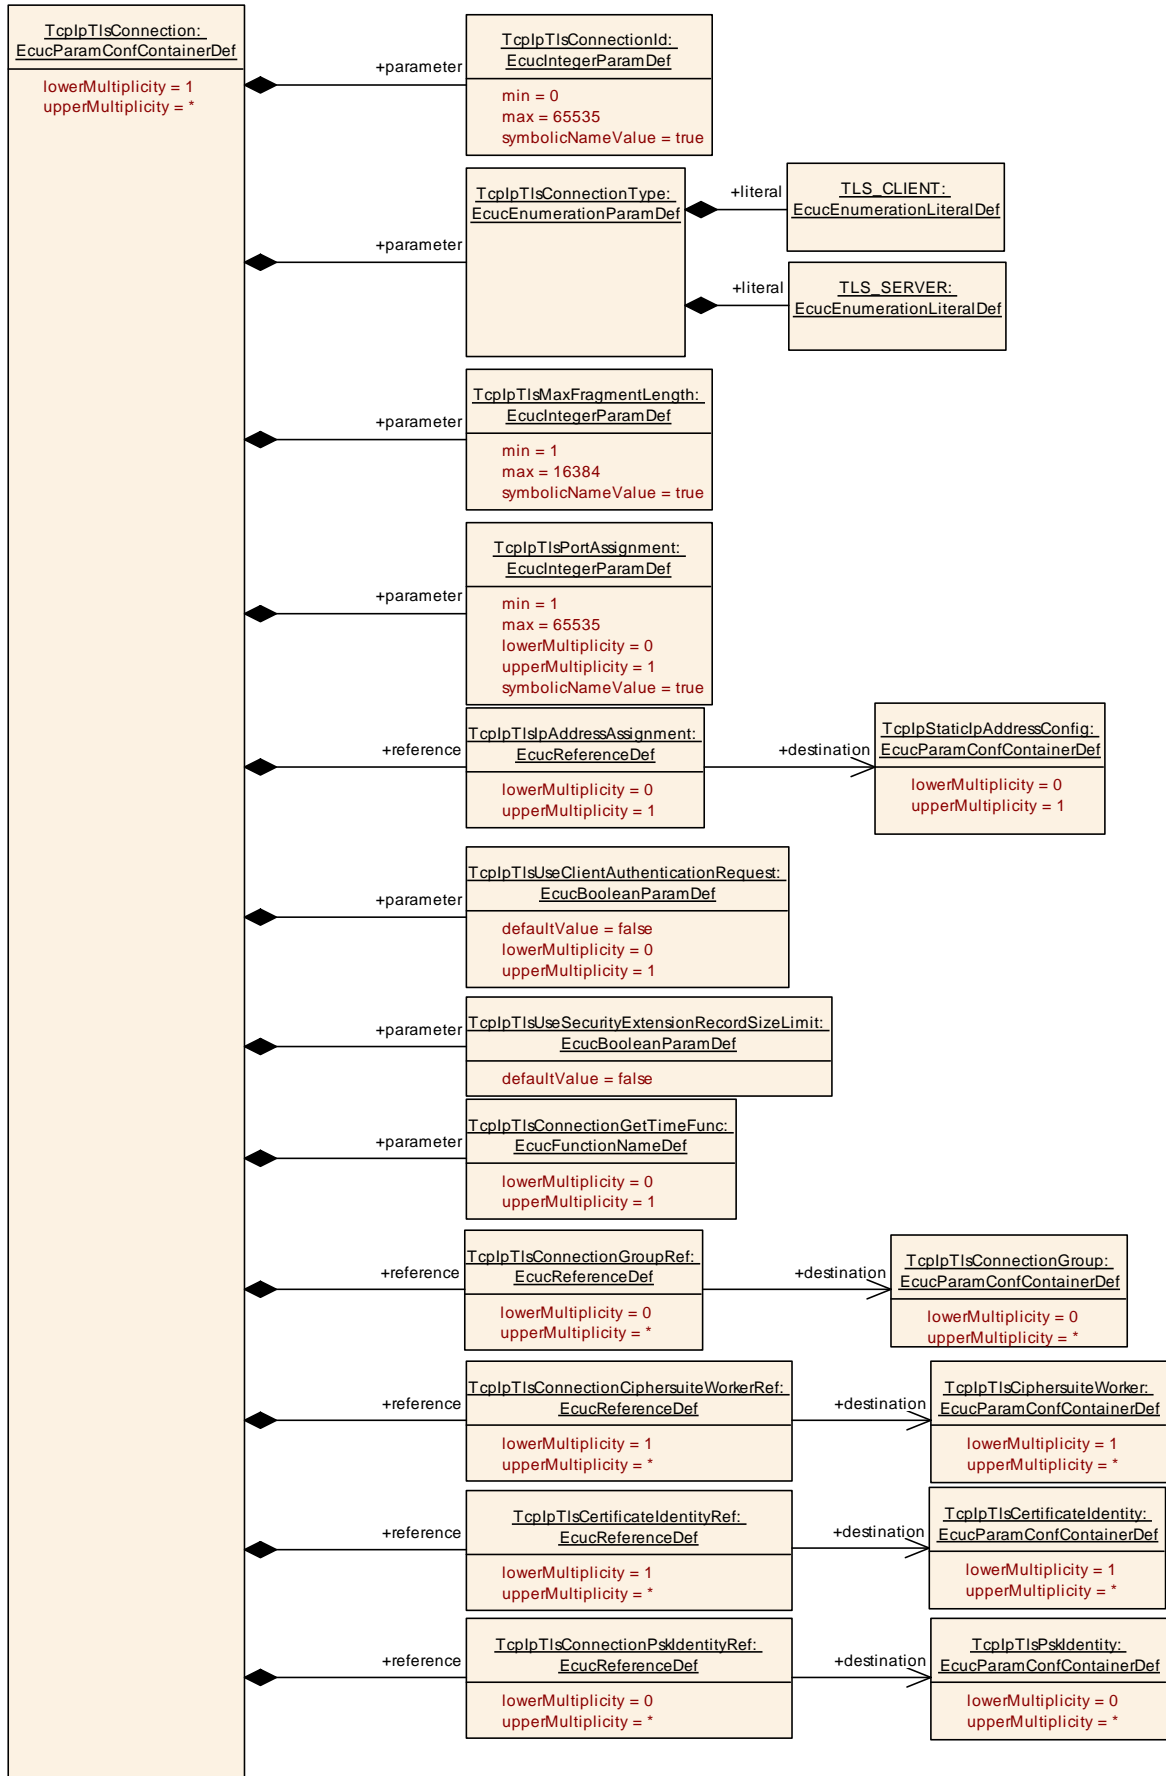 TcpIpTlsConnection:
EcucParamConfContainerDef
lowerMultiplicity = 1
upperMultiplicity = *
+parameter
TcpIpTlsConnectionId:
EcucIntegerParamDef
min = 0
max = 65535
symbolicNameValue = true
+parameter
TcpIpTlsConnectionType:
EcucEnumerationParamDef
+literal
TLS_CLIENT:
EcucEnumerationLiteralDef
+literal
TLS_SERVER:
EcucEnumerationLiteralDef
+parameter
TcpIpTlsMaxFragmentLength:
EcucIntegerParamDef
min = 1
max = 16384
symbolicNameValue = true
+parameter
TcpIpTlsPortAssignment:
EcucIntegerParamDef
min = 1
max = 65535
lowerMultiplicity = 0
upperMultiplicity = 1
symbolicNameValue = true
+reference
TcpIpTlsIpAddressAssignment:
EcucReferenceDef
lowerMultiplicity = 0
upperMultiplicity = 1
+destination
TcpIpStaticIpAddressConfig:
EcucParamConfContainerDef
lowerMultiplicity = 0
upperMultiplicity = 1
+parameter
TcpIpTlsUseClientAuthenticationRequest:
EcucBooleanParamDef
defaultValue = false
lowerMultiplicity = 0
upperMultiplicity = 1
+parameter
TcpIpTlsUseSecurityExtensionRecordSizeLimit:
EcucBooleanParamDef
defaultValue = false
+parameter
TcpIpTlsConnectionGetTimeFunc:
EcucFunctionNameDef
lowerMultiplicity = 0
upperMultiplicity = 1
+reference
TcpIpTlsConnectionGroupRef:
EcucReferenceDef
lowerMultiplicity = 0
upperMultiplicity = *
+destination
TcpIpTlsConnectionGroup:
EcucParamConfContainerDef
lowerMultiplicity = 0
upperMultiplicity = *
+reference
TcpIpTlsConnectionCiphersuiteWorkerRef:
EcucReferenceDef
lowerMultiplicity = 1
upperMultiplicity = *
+destination
TcpIpTlsCiphersuiteWorker:
EcucParamConfContainerDef
lowerMultiplicity = 1
upperMultiplicity = *
+reference
TcpIpTlsCertificateIdentityRef:
EcucReferenceDef
lowerMultiplicity = 1
upperMultiplicity = *
+destination
TcpIpTlsCertificateIdentity:
EcucParamConfContainerDef
lowerMultiplicity = 1
upperMultiplicity = *
+reference
TcpIpTlsConnectionPskIdentityRef:
EcucReferenceDef
lowerMultiplicity = 0
upperMultiplicity = *
+destination
TcpIpTlsPskIdentity:
EcucParamConfContainerDef
lowerMultiplicity = 0
upperMultiplicity = *